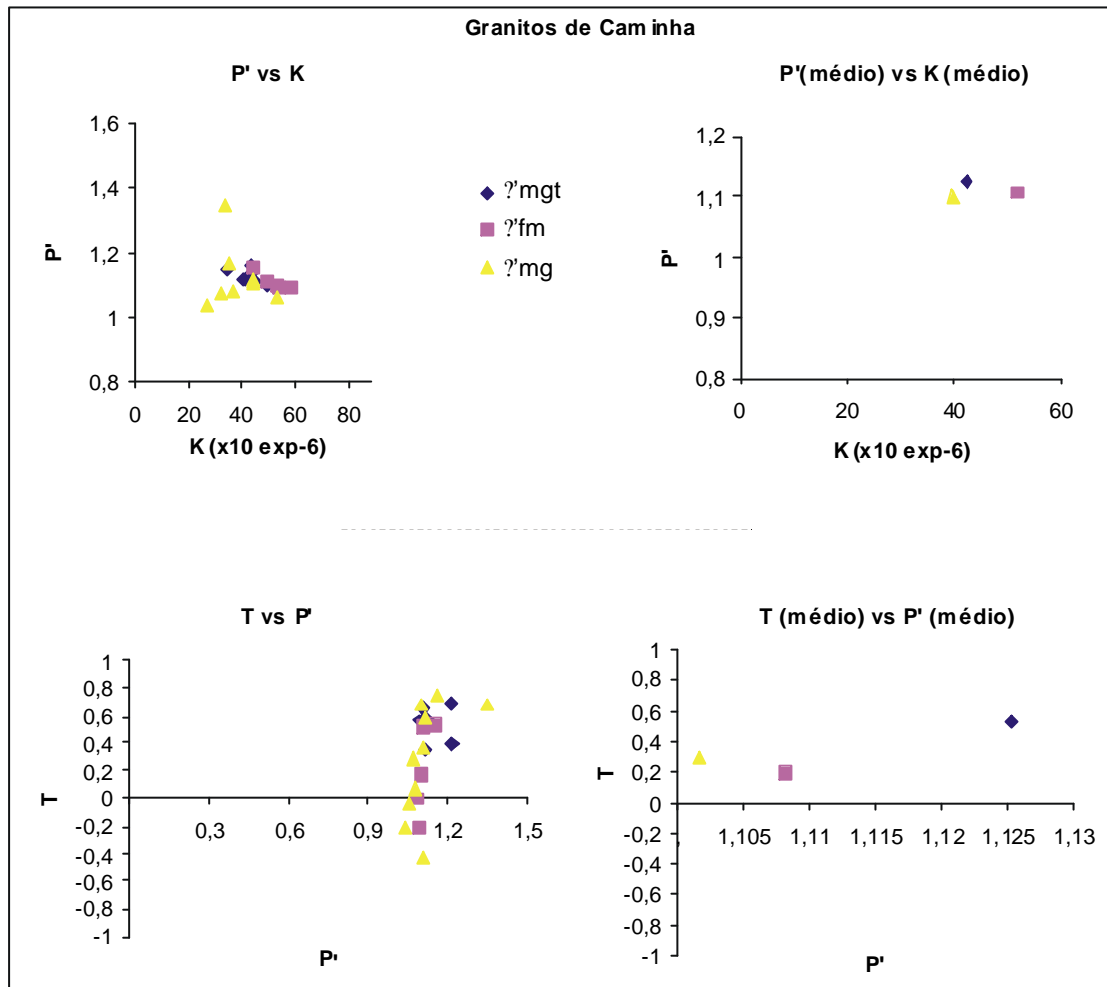 Granitos de Caminha
P' vs K
1,6
1,4
1,2
1
0,8
P'
0 20 40 60 80
K (x10 exp-6)
?'mgt
?'fm
?'mg
P'(médio) vs K (médio)
1,2
1,1
1
0,9
0,8
P'
0 20 40 60
K (x10 exp-6)
T vs P'
1
0,8
0,6
0,4
0,2
0
-0,2
-0,4
-0,6
-0,8
-1
T
0,3 0,6 0,9 1,2 1,5
P'
T (médio) vs P' (médio)
1
0,8
0,6
0,4
0,2
0
-0,2
-0,4
-0,6
-0,8
-1
T
1,105 1,11 1,115 1,12 1,125 1,13
P'